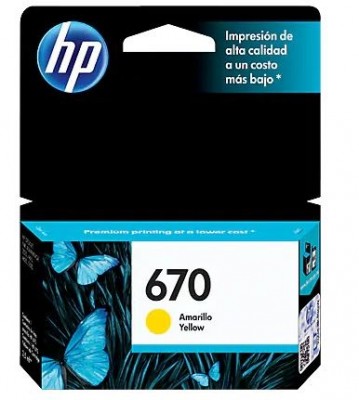 hp
Impresión de
alta calidad
a un costo
más bajo*
Premium printing at a lower cost*
670
Amarillo
Yellow